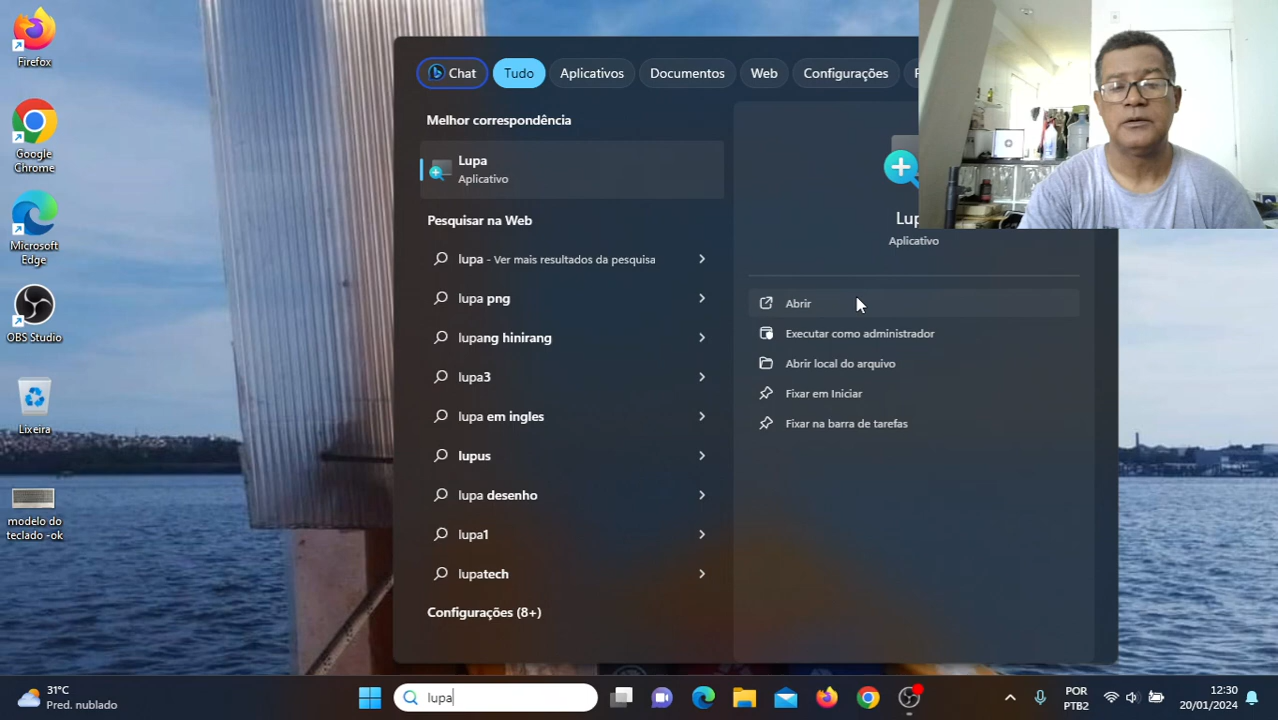 Firefox
Google
Chrome
Microsoft
Edge
OBS Studio
Lixeira
modelo do
teclado -ok
Chat
Tudo
Aplicativos
Documentos
Web
Configurações
Melhor correspondência
Lupa
Aplicativo
Pesquisar na Web
lupa - Ver mais resultados da pesquisa
lupa png
lupang hinirang
lupa3
lupa em ingles
lupus
lupa desenho
lupa1
lupatech
Configurações (8+)
Lup
Aplicativo
Abrir
Executar como administrador
Abrir local do arquivo
Fixar em Iniciar
Fixar na barra de tarefas
31°C
Pred. nublado
lupa
POR
PTB2
12:30
20/01/2024